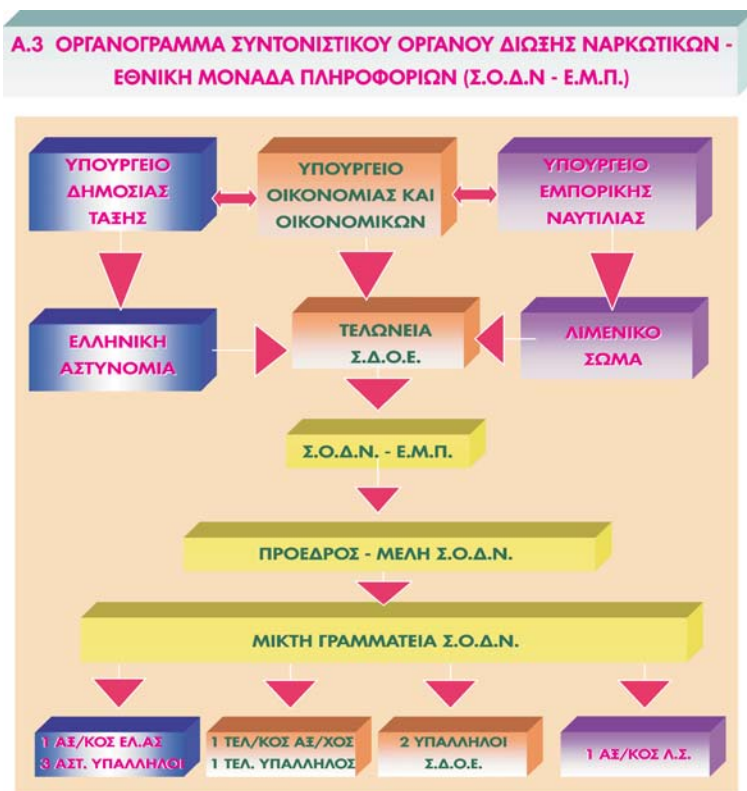 Α.3 ΟΡΓΑΝΟΓΡΑΜΜΑ ΣΥΝΤΟΝΙΣΤΙΚΟΥ ΟΡΓΑΝΟΥ ΔΙΩΞΗΣ ΝΑΡΚΩΤΙΚΩΝ -
ΕΘΝΙΚΗ ΜΟΝΑΔΑ ΠΛΗΡΟΦΟΡΙΩΝ (Σ.Ο.Δ.Ν - Ε.Μ.Π.)
ΥΠΟΥΡΓΕΙΟ
ΔΗΜΟΣΙΑΣ
ΤΑΞΗΣ
ΥΠΟΥΡΓΕΙΟ
ΟΙΚΟΝΟΜΙΑΣ ΚΑΙ
ΟΙΚΟΝΟΜΙΚΩΝ
ΥΠΟΥΡΓΕΙΟ
ΕΜΠΟΡΙΚΗΣ
ΝΑΥΤΙΛΙΑΣ
ΕΛΛΗΝΙΚΗ
ΑΣΤΥΝΟΜΙΑ
ΤΕΛΩΝΕΙΑ
Σ.Δ.Ο.Ε.
ΛΙΜΕΝΙΚΟ
ΣΩΜΑ
Σ.Ο.Δ.Ν. - Ε.Μ.Π.
ΠΡΟΕΔΡΟΣ - ΜΕΛΗ Σ.Ο.Δ.Ν.
ΜΙΚΤΗ ΓΡΑΜΜΑΤΕΙΑ Σ.Ο.Δ.Ν.
1 ΑΞ/ΚΟΣ ΕΛ.ΑΣ
3 ΑΣΤ. ΥΠΑΛΛΗΛΟΙ
1 ΤΕΛ/ΚΟΣ ΑΞ/ΧΟΣ
1 ΤΕΛ. ΥΠΑΛΛΗΛΟΣ
2 ΥΠΑΛΛΗΛΟΙ
Σ.Δ.Ο.Ε.
1 ΑΞ/ΚΟΣ Λ.Σ.